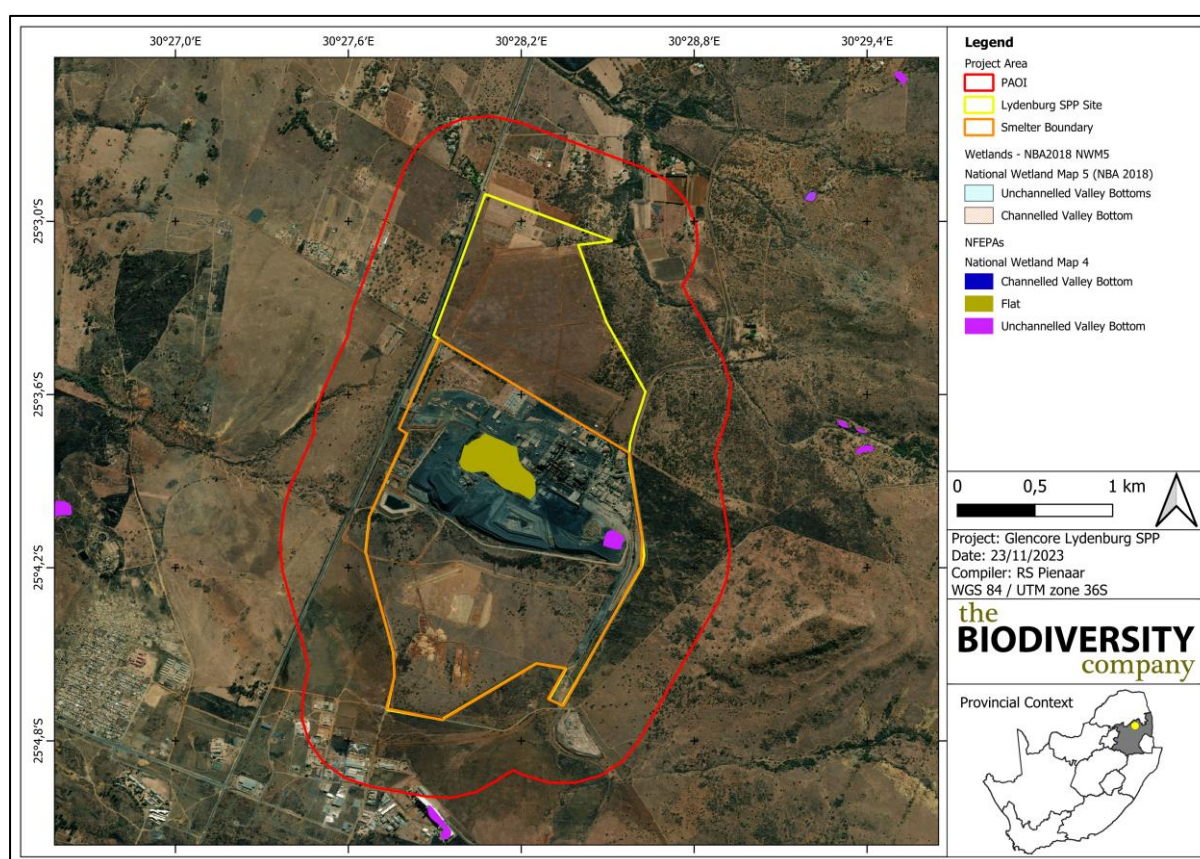 30°27,0'E
30°27,6'E
30°28,2'E
30°28,8'E
30°29,4'E
25°3,0'S
25°3,6'S
25°4,2'S
25°4,8'S
Legend
Project Area
PAOI
Lydenburg SPP Site
Smelter Boundary
Wetlands - NBA2018 NWM5
National Wetland Map 5 (NBA 2018)
Unchannelled Valley Bottoms
Channelled Valley Bottom
NFEPAs
National Wetland Map 4
Channelled Valley Bottom
Flat
Unchannelled Valley Bottom
0 0,5 1 km
Project: Glencore Lydenburg SPP
Date: 23/11/2023
Compiler: RS Pienaar
WGS 84 / UTM zone 36S
the
BIODIVERSITY
company
Provincial Context